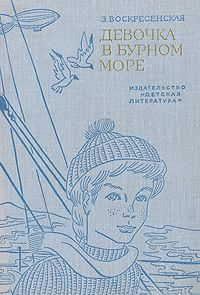 З. ВОСКРЕСЕНСКАЯ
ДЕВОЧКА
В БУРНОМ
МОРЕ
ИЗДАТЕЛЬСТВО
«ДЕТСКАЯ
ЛИТЕРАТУРА»